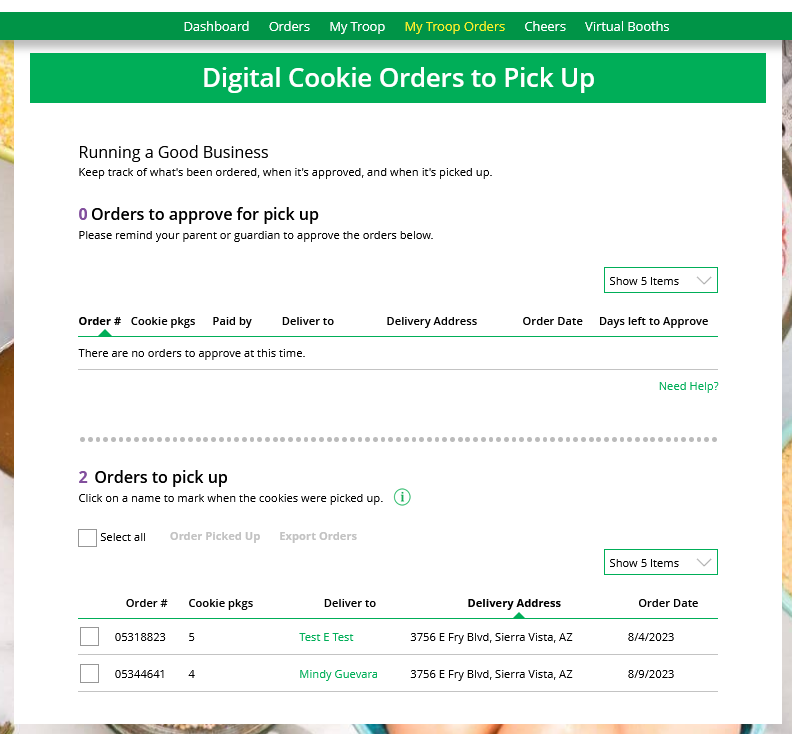 Dashboard Orders My Troop My Troop Orders Cheers Virtual Booths
Digital Cookie Orders to Pick Up
Running a Good Business
Keep track of what's been ordered, when it's approved, and when it's picked up.
0 Orders to approve for pick up
Please remind your parent or guardian to approve the orders below.
Show 5 Items
Order # Cookie pkgs Paid by Deliver to Delivery Address Order Date Days left to Approve
There are no orders to approve at this time.
Need Help?
2 Orders to pick up
Click on a name to mark when the cookies were picked up. i
Select all Order Picked Up Export Orders
Show 5 Items
Order # Cookie pkgs Deliver to Delivery Address Order Date
05318823 5 Test E Test 3756 E Fry Blvd, Sierra Vista, AZ 8/4/2023
05344641 4 Mindy Guevara 3756 E Fry Blvd, Sierra Vista, AZ 8/9/2023